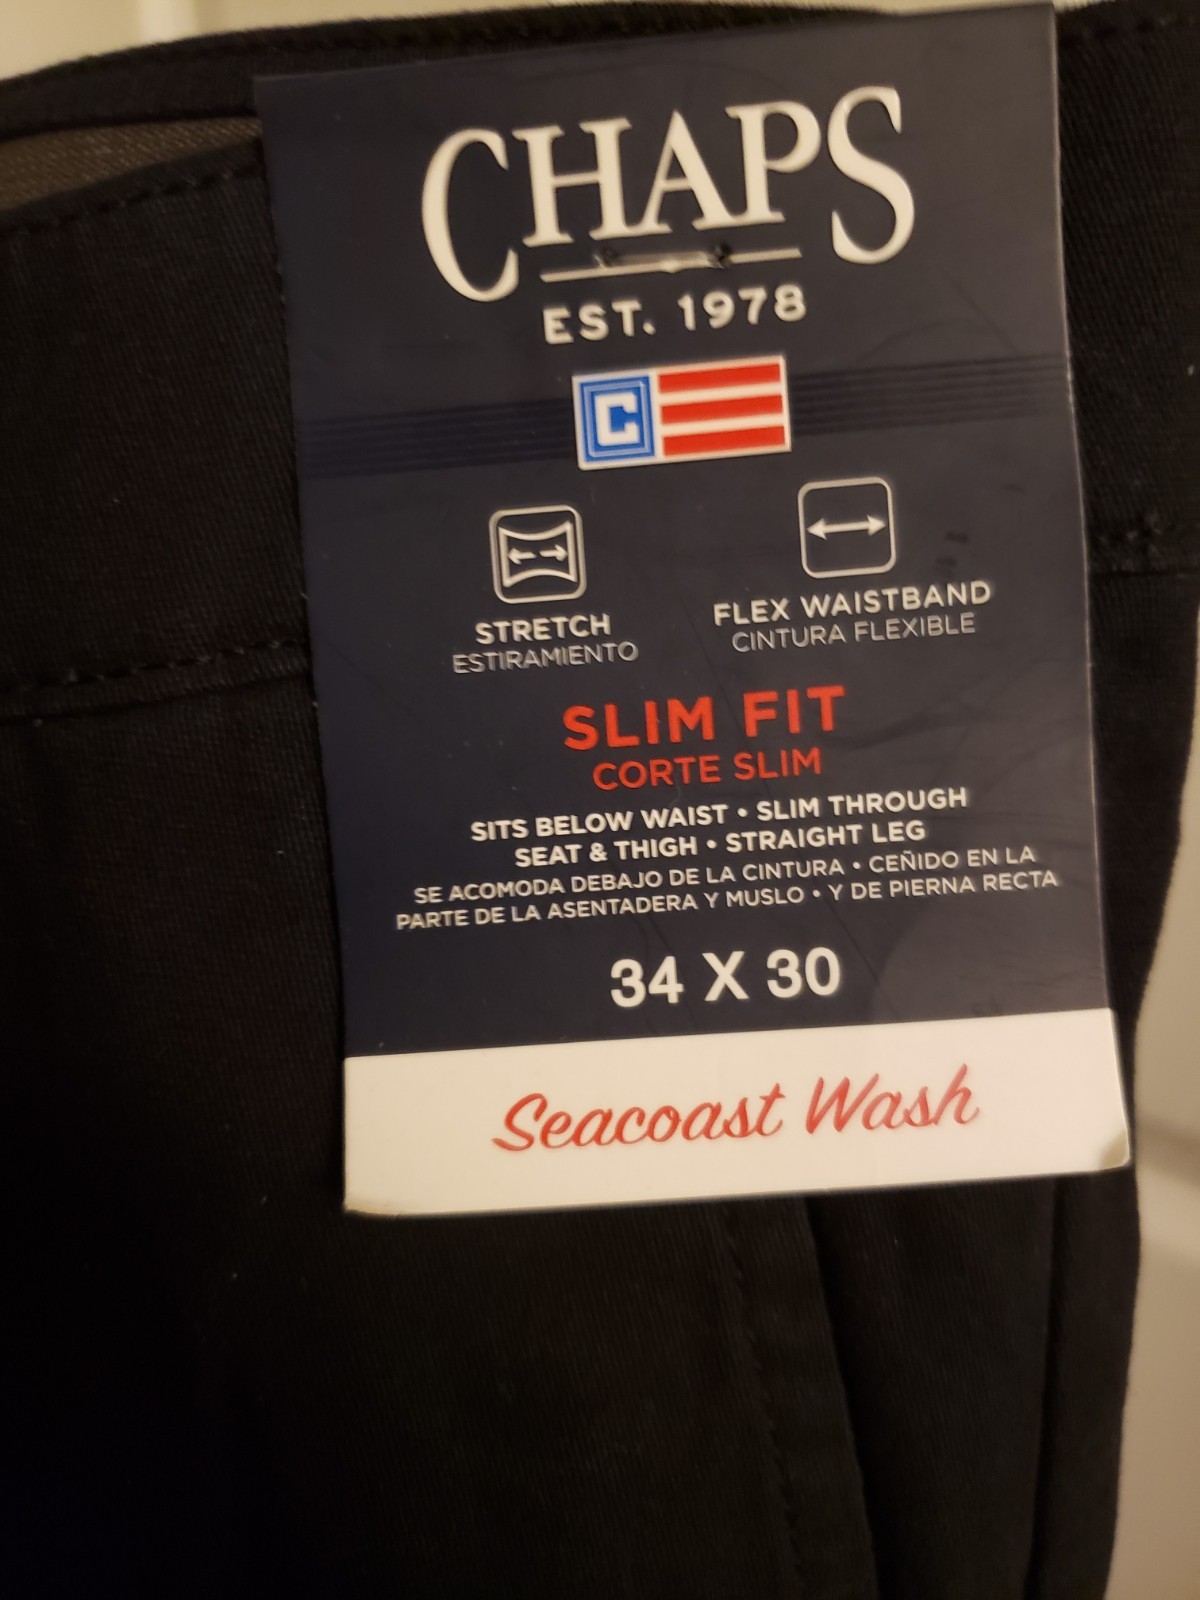 CHAPS
EST. 1978
C
STRETCH
ESTIRAMIENTO
FLEX WAISTBAND
CINTURA FLEXIBLE
SLIM FIT
CORTE SLIM
SITS BELOW WAIST • SLIM THROUGH
SEAT & THIGH • STRAIGHT LEG
SE ACOMODA DEBAJO DE LA CINTURA • CEÑIDO EN LA
PARTE DE LA ASENTADERA Y MUSLO • Y DE PIERNA RECTA
34 X 30
Seacoast Wash